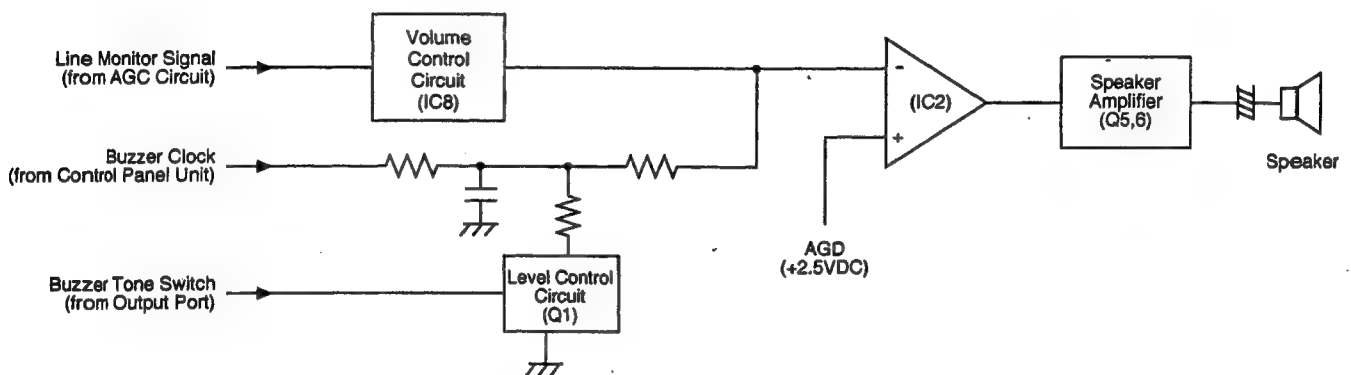 Line Monitor Signal
(from AGC Circuit)
Volume
Control
Circuit
(IC8)
Buzzer Clock
(from Control Panel Unit)
Buzzer Tone Switch
(from Output Port)
Level Control
Circuit
(Q1)
-
(IC2)
+
AGD
(+2.5VDC)
Speaker
Amplifier
(Q5,6)
Speaker